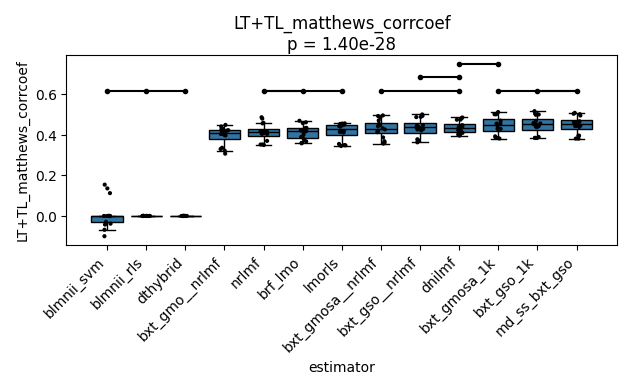 LT+TL_matthews_corrcoef
p = 1.40e-28
LT+TL_matthews_corrcoef
0.6
0.4
0.2
0.0
blmnii_svm
blmnii_rls
dthybrid
bxt_gmo__nrlmf
nrlmf
brf_lmo
lmorls
bxt_gmosa__nrlmf
bxt_gso__nrlmf
dnilmf
bxt_gmosa_1k
bxt_gso_1k
md_ss_bxt_gso
estimator